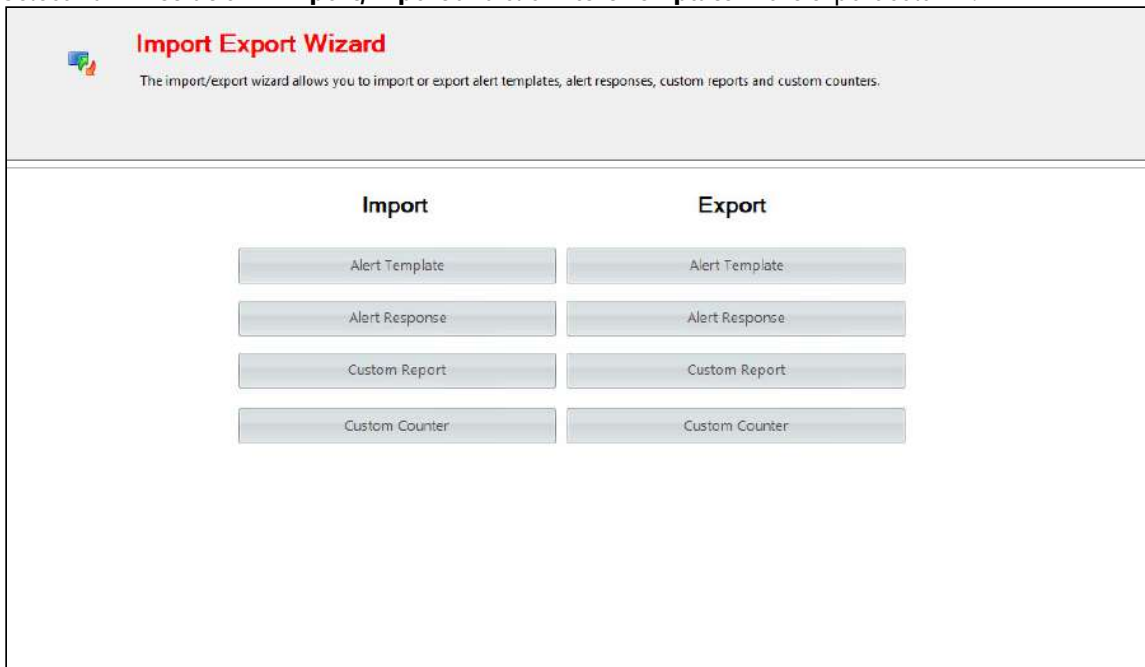 Import Export Wizard
The import/export wizard allows you to import or export alert templates, alert responses, custom reports and custom counters.
Import Export
Alert Template Alert Template
Alert Response Alert Response
Custom Report Custom Report
Custom Counter Custom Counter